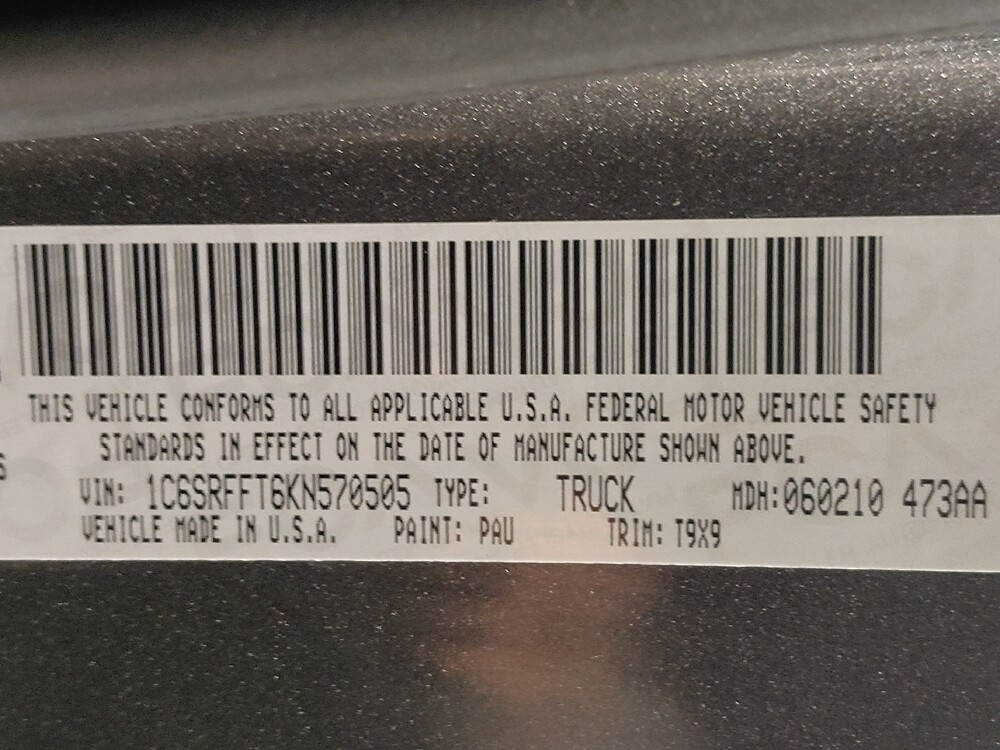 THIS VEHICLE CONFORMS TO ALL APPLICABLE U.S.A. FEDERAL MOTOR VEHICLE SAFETY
STANDARDS IN EFFECT ON THE DATE OF MANUFACTURE SHOWN ABOVE.
VIN: 1C6SRFFT6KN570505 TYPE: TRUCK MDH:060210 473AA
VEHICLE MADE IN U.S.A. PAINT: PAU TRIM: T9X9